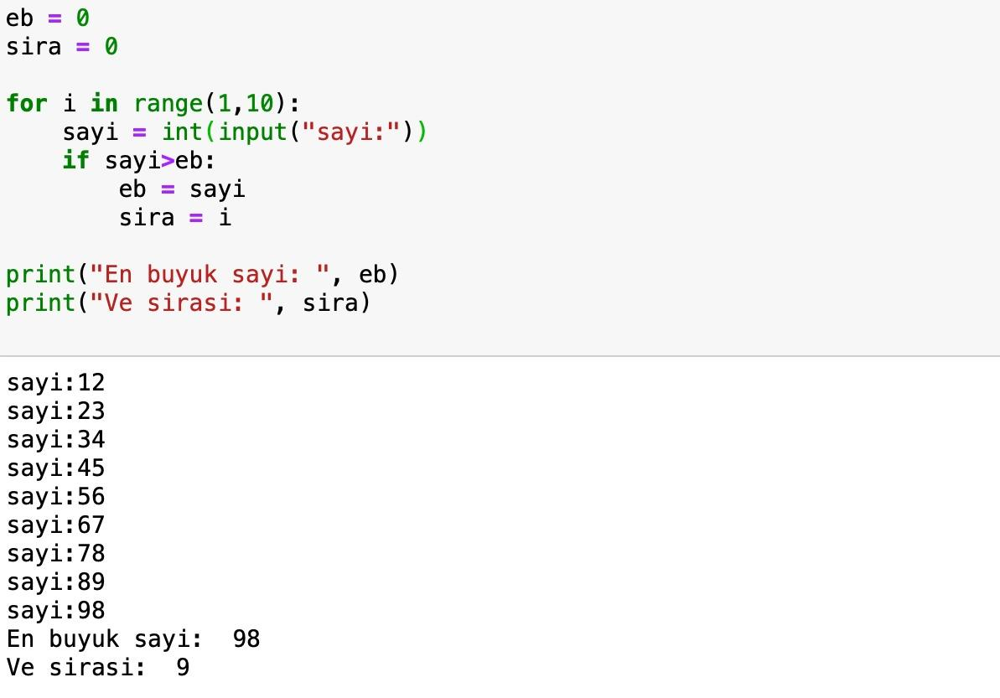 eb = 0
sira = 0
for i in range(1,10):
    sayi = int(input("sayi:"))
    if sayi>eb:
        eb = sayi
        sira = i
print("En buyuk sayi: ", eb)
print("Ve sirasi: ", sira)
sayi:12
sayi:23
sayi:34
sayi:45
sayi:56
sayi:67
sayi:78
sayi:89
sayi:98
En buyuk sayi:  98
Ve sirasi:  9